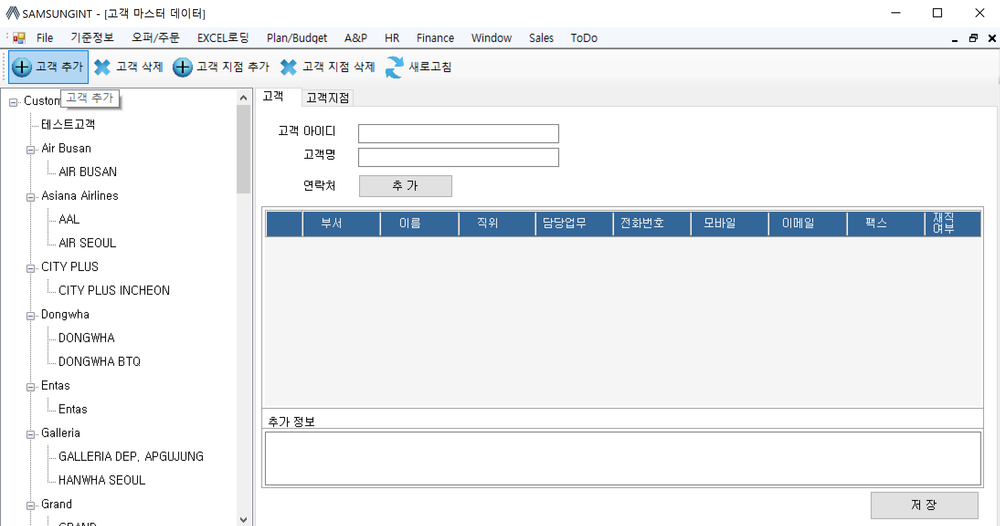 SAMSUNGINT - [고객 마스터 데이터]
File 기준정보 오퍼/주문 EXCEL로딩 Plan/Budget A&P HR Finance Window Sales ToDo
고객 추가 고객 삭제 고객 지점 추가 고객 지점 삭제 새로고침
Custom
고객 추가
테스트고객
Air Busan
AIR BUSAN
Asiana Airlines
AAL
AIR SEOUL
CITY PLUS
CITY PLUS INCHEON
Dongwha
DONGWHA
DONGWHA BTQ
Entas
Entas
Galleria
GALLERIA DEP. APGUJUNG
HANWHA SEOUL
Grand
GRAND
고객 고객지점
고객 아이디
고객명
연락처 추 가
부서 이름 직위 담당업무 전화번호 모바일 이메일 팩스 재직
여부
추가 정보
저 장